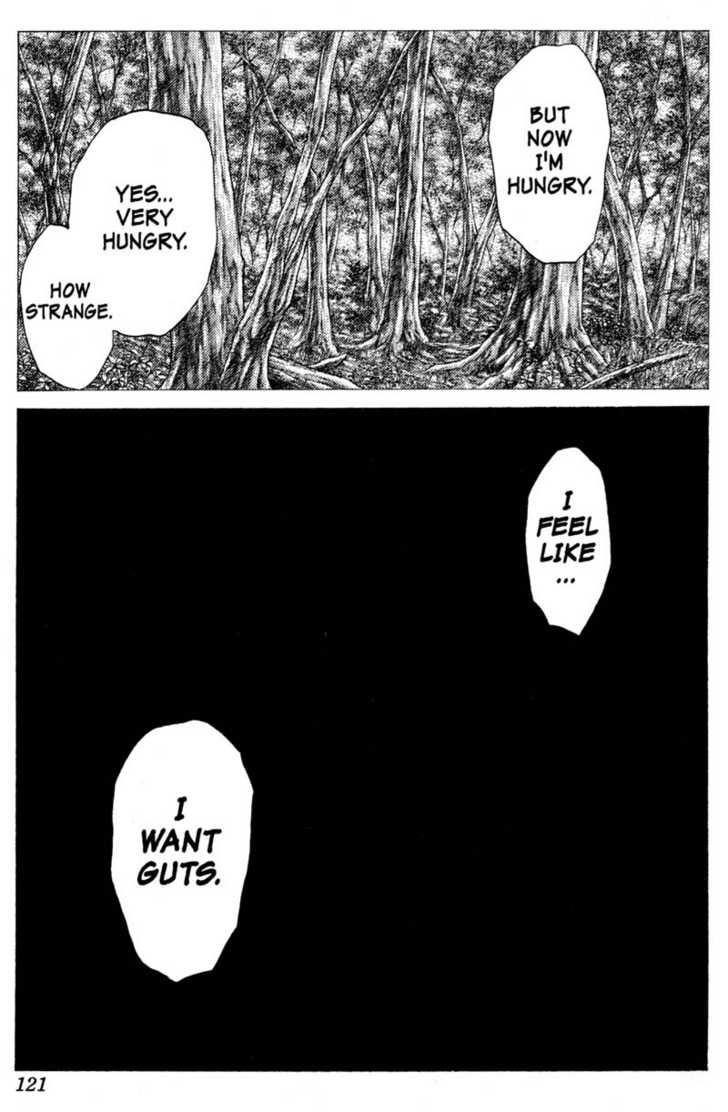 BUT
NOW
I'M
HUNGRY.
YES...
VERY
HUNGRY.
HOW
STRANGE.
I
FEEL
LIKE
...
I
WANT
GUTS.
121